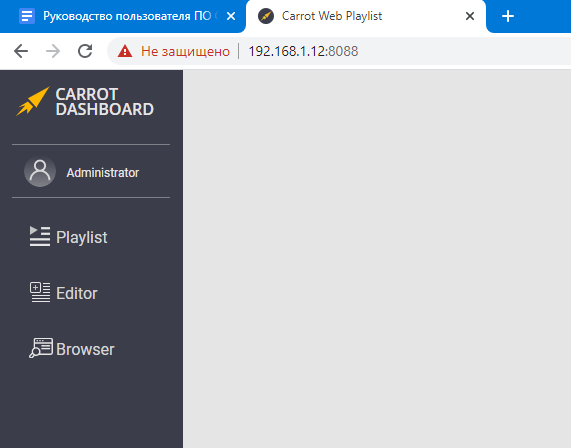 Руководство пользователя ПО
Carrot Web Playlist
Не защищено
192.168.1.12:8088
CARROT
DASHBOARD
Administrator
Playlist
Editor
Browser